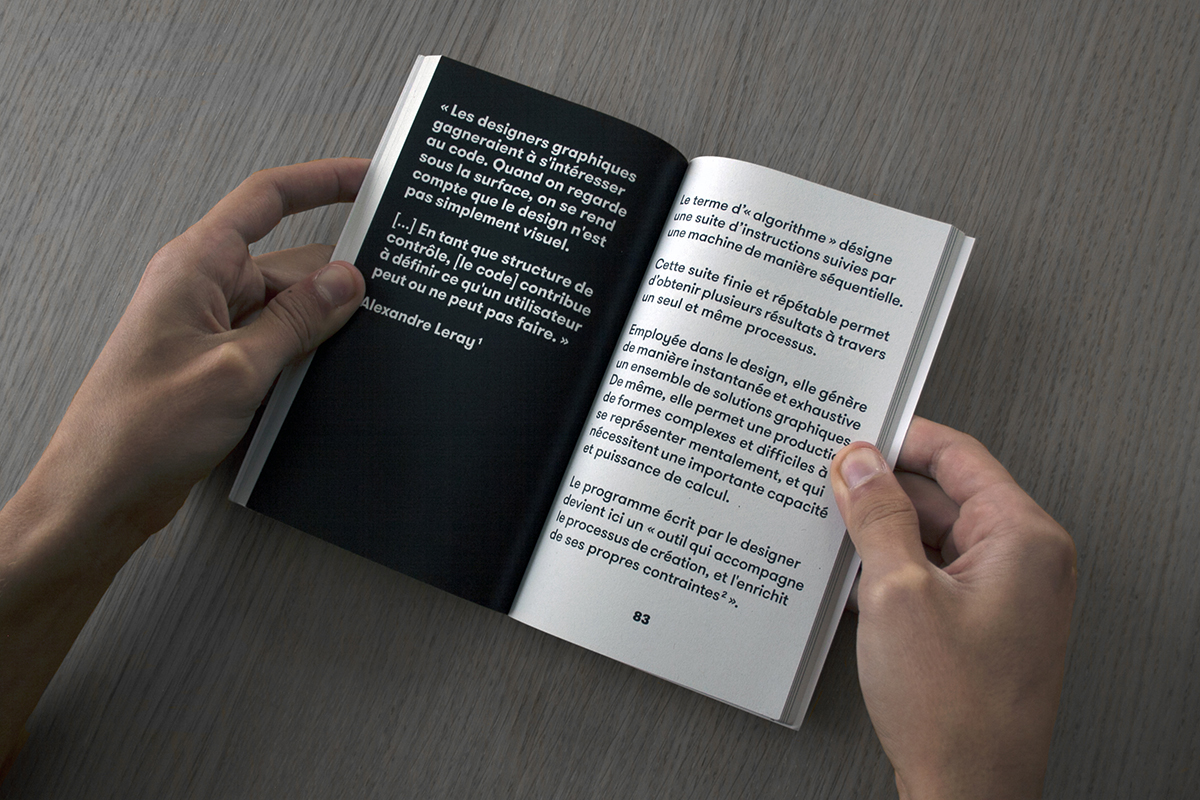 « Les designers graphiques
gagneraient à s'intéresser
au code. Quand on regarde
sous la surface, on se rend
compte que le design n'est
pas simplement visuel.
[...] En tant que structure de
contrôle, [le code] contribue
à définir ce qu'un utilisateur
peut ou ne peut pas faire. »
Alexandre Leray ¹
Le terme d'« algorithme » désigne
une suite d'instructions suivies par
une machine de manière séquentielle.
Cette suite finie et répétable permet
d'obtenir plusieurs résultats à travers
un seul et même processus.
Employée dans le design, elle génère
de manière instantanée et exhaustive
un ensemble de solutions graphiques.
De même, elle permet une
de formes complexes et difficiles à
se représenter mentalement, et qui
nécessitent une importante capacité
et puissance de calcul.
Le programme écrit par le designer
devient ici un « outil qui accompagne
le processus de création, et l'enrichit
de ses propres contraintes² ».
83